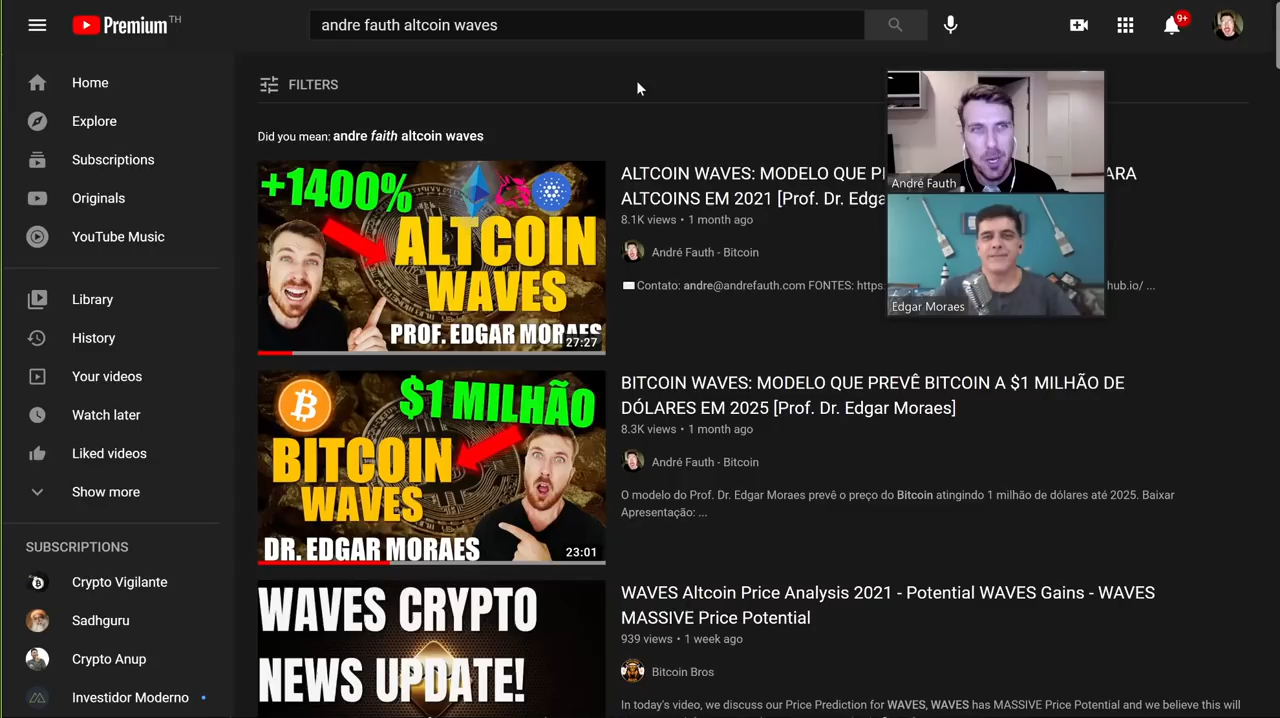 Premium TH
andre fauth altcoin waves
9+
Home
Explore
Subscriptions
Originals
YouTube Music
Library
History
Your videos
Watch later
Liked videos
Show more
SUBSCRIPTIONS
Crypto Vigilante
Sadhguru
Crypto Anup
Investidor Moderno
FILTERS
Did you mean: andre faith altcoin waves
+1400%
ALTCOIN
WAVES
PROF. EDGAR MORAES
27:27
ALTCOIN WAVES: MODELO QUE ARA
ALTCOINS EM 2021 [Prof. Dr.
8.1K views • 1 month ago
André Fauth - Bitcoin
Contato: andre@andrefauth.com FONTES: hub.io/ ...
André Fauth
Edgar Moraes
$1 MILHÃO
BITCOIN
WAVES
DR. EDGAR MORAES
23:01
BITCOIN WAVES: MODELO QUE PREVÊ BITCOIN A $1 MILHÃO DE
DÓLARES EM 2025 [Prof. Dr. Edgar Moraes]
8.3K views • 1 month ago
André Fauth - Bitcoin
O modelo do Prof. Dr. Edgar Moraes prevê o preço do Bitcoin atingindo 1 milhão de dólares até 2025. Baixar
Apresentação: ...
WAVES CRYPTO
NEWS UPDATE!
WAVES Altcoin Price Analysis 2021 - Potential WAVES Gains - WAVES
MASSIVE Price Potential
939 views • 1 week ago
Bitcoin Bros
In today's video, we discuss our Price Prediction for WAVES, WAVES has MASSIVE Price Potential and we believe this will